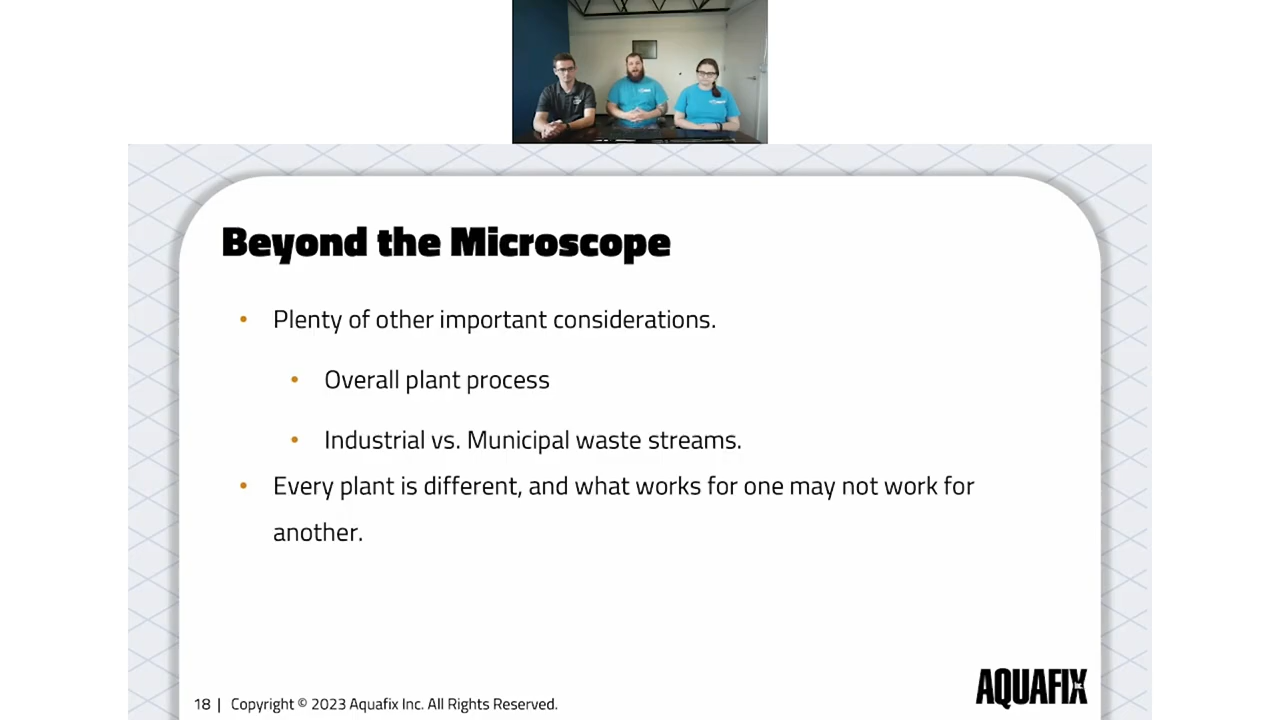 Beyond the Microscope
• Plenty of other important considerations.
• Overall plant process
• Industrial vs. Municipal waste streams.
• Every plant is different, and what works for one may not work for
another.
18 | Copyright © 2023 Aquafix Inc. All Rights Reserved.
AQUAFIX